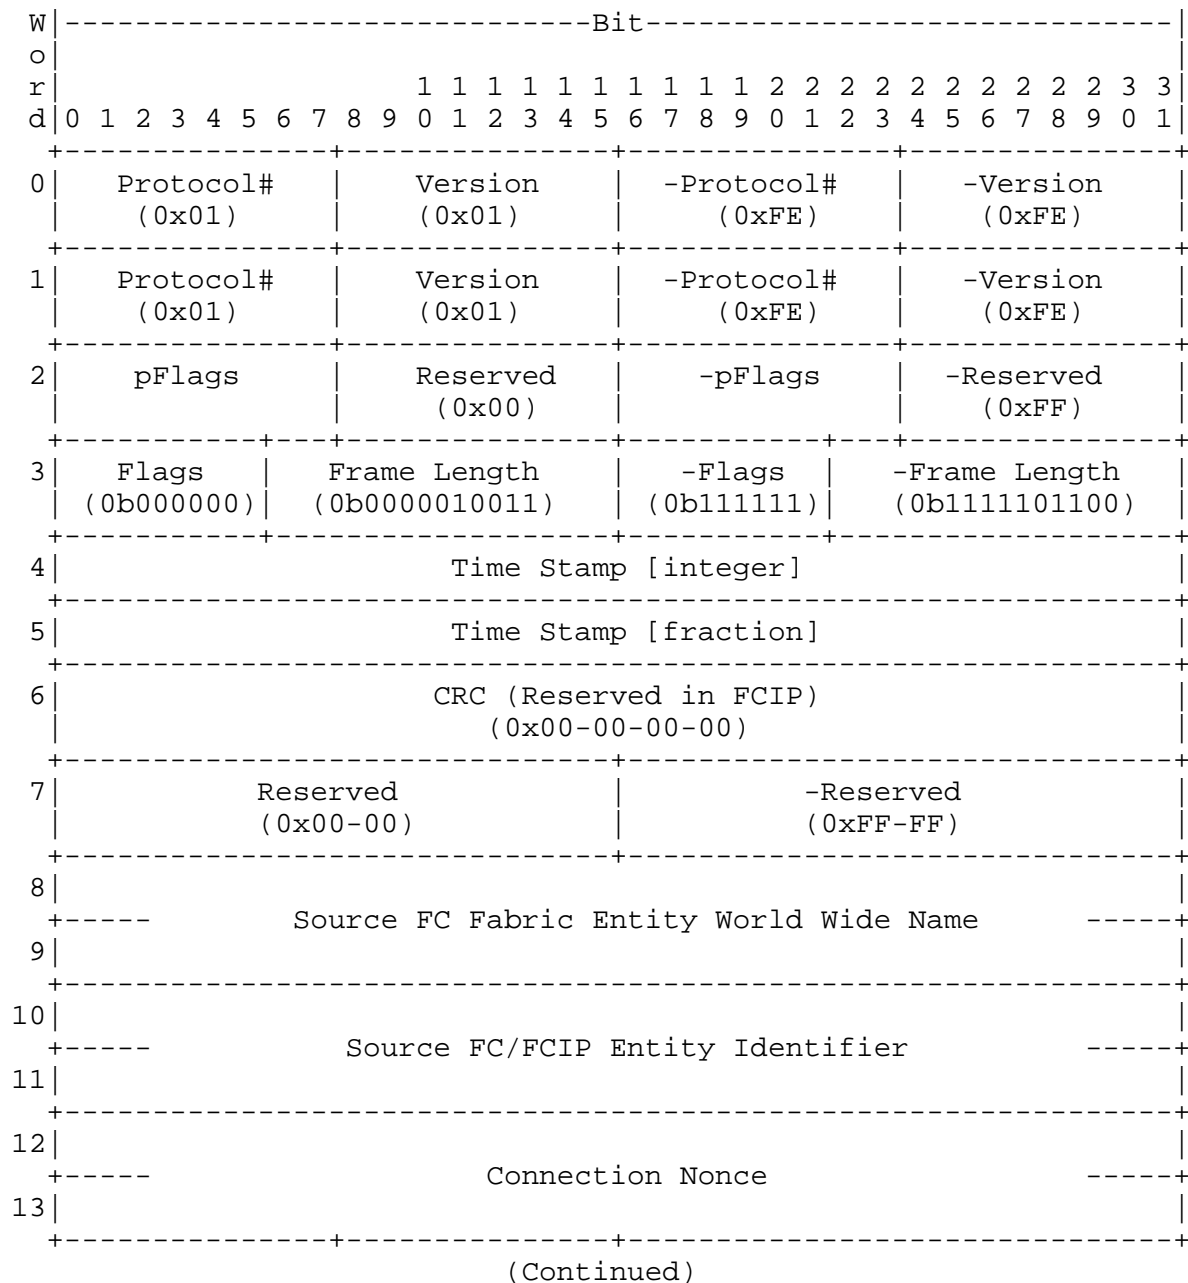 W|------------------------------Bit------------------------------|
o|                                                               |
r|                    1 1 1 1 1 1 1 1 1 1 2 2 2 2 2 2 2 2 2 2 3 3|
d|0 1 2 3 4 5 6 7 8 9 0 1 2 3 4 5 6 7 8 9 0 1 2 3 4 5 6 7 8 9 0 1|
 +---------------+---------------+---------------+---------------+
0|   Protocol#   |    Version    |  -Protocol#   |   -Version    |
 |    (0x01)     |    (0x01)     |     (0xFE)    |    (0xFE)     |
 +---------------+---------------+---------------+---------------+
1|   Protocol#   |    Version    |  -Protocol#   |   -Version    |
 |    (0x01)     |    (0x01)     |     (0xFE)    |    (0xFE)     |
 +---------------+---------------+---------------+---------------+
2|    pFlags     |    Reserved   |    -pFlags    |  -Reserved    |
 |               |     (0x00)    |               |    (0xFF)     |
 +-----------+---+---------------+-----------+---+---------------+
3|   Flags   |   Frame Length    |   -Flags  |   -Frame Length   |
 | (0b000000)|  (0b0000010011)   | (0b111111)|   (0b1111101100)  |
 +-----------+-------------------+-----------+-------------------+
4|                      Time Stamp [integer]                     |
 +---------------------------------------------------------------+
5|                      Time Stamp [fraction]                    |
 +---------------------------------------------------------------+
6|                     CRC (Reserved in FCIP)                    |
 |                        (0x00-00-00-00)                        |
 +-------------------------------+-------------------------------+
7|           Reserved            |          -Reserved            |
 |           (0x00-00)           |          (0xFF-FF)            |
 +-------------------------------+-------------------------------+
8|                                                               |
 +-----        Source FC Fabric Entity World Wide Name      -----+
9|                                                               |
 +---------------------------------------------------------------+
10|                                                               |
 +-----           Source FC/FCIP Entity Identifier          -----+
11|                                                               |
 +---------------------------------------------------------------+
12|                                                               |
 +-----                   Connection Nonce                  -----+
13|                                                               |
 +---------------+---------------+-------------------------------+
(Continued)